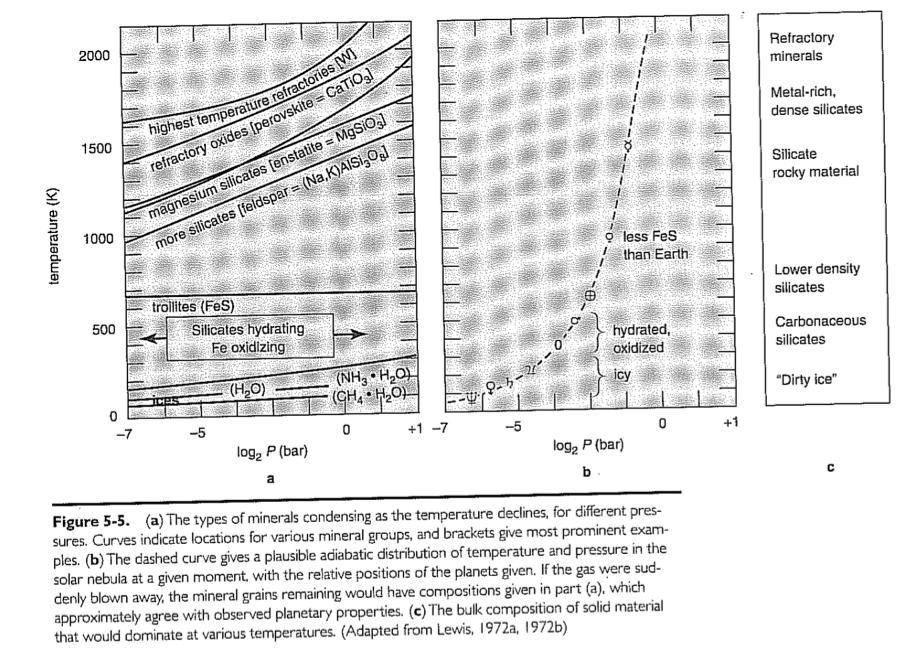 2000
1500
1000
500
0
temperature (K)
highest temperature refractories [W]
refractory oxides [perovskite = CaTiO₃]
magnesium silicates [enstatite = MgSiO₃]
more silicates [feldspar = (Na,K)AlSi₃O₈]
troilites (FeS)
Silicates hydrating
Fe oxidizing
ices
(H₂O)
(NH₃ • H₂O)
(CH₄ • H₂O)
−7
−5
0
+1
log₂ P (bar)
a
less FeS
than Earth
hydrated,
oxidized
icy
−7
−5
0
+1
log₂ P (bar)
b
Refractory
minerals
Metal-rich,
dense silicates
Silicate
rocky material
Lower density
silicates
Carbonaceous
silicates
“Dirty ice”
c
Figure 5-5. (a) The types of minerals condensing as the temperature declines, for different pres-
sures. Curves indicate locations for various mineral groups, and brackets give most prominent exam-
ples. (b) The dashed curve gives a plausible adiabatic distribution of temperature and pressure in the
solar nebula at a given moment, with the relative positions of the planets given. If the gas were sud-
denly blown away, the mineral grains remaining would have compositions given in part (a), which
approximately agree with observed planetary properties. (c) The bulk composition of solid material
that would dominate at various temperatures. (Adapted from Lewis, 1972a, 1972b)